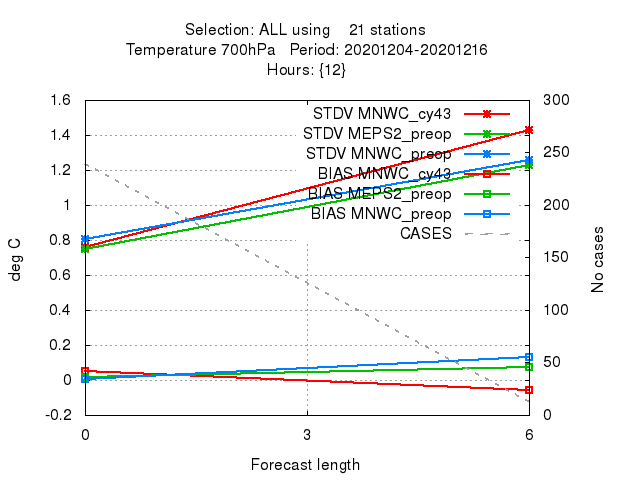 Selection: ALL using    21 stations
Temperature 700hPa   Period: 20201204-20201216
Hours: {12}
1.6
1.4
1.2
1
0.8
0.6
0.4
0.2
0
-0.2
deg C
STDV MNWC_cy43
STDV MEPS2_preop
STDV MNWC_preop
BIAS MNWC_cy43
BIAS MEPS2_preop
BIAS MNWC_preop
CASES
300
250
200
150
100
50
0
No cases
0 3 6
Forecast length